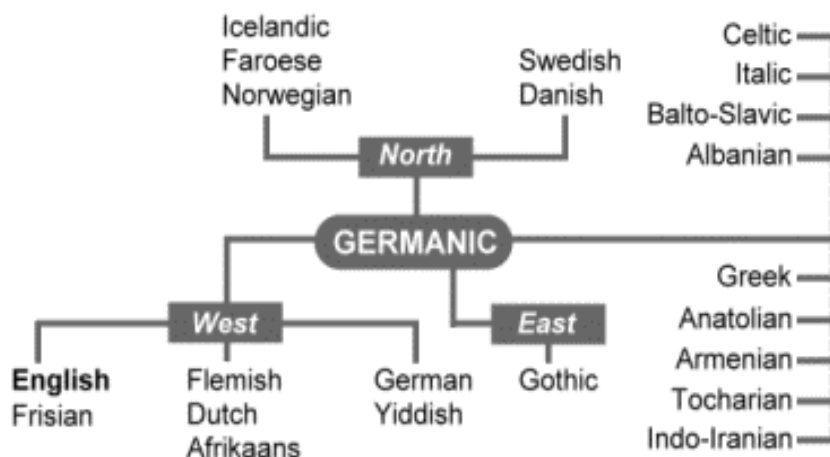 Icelandic
Faroese
Norwegian
Swedish
Danish
Celtic
Italic
Balto-Slavic
Albanian
North
GERMANIC
West
East
English
Frisian
Flemish
Dutch
Afrikaans
German
Yiddish
Gothic
Greek
Anatolian
Armenian
Tocharian
Indo-Iranian